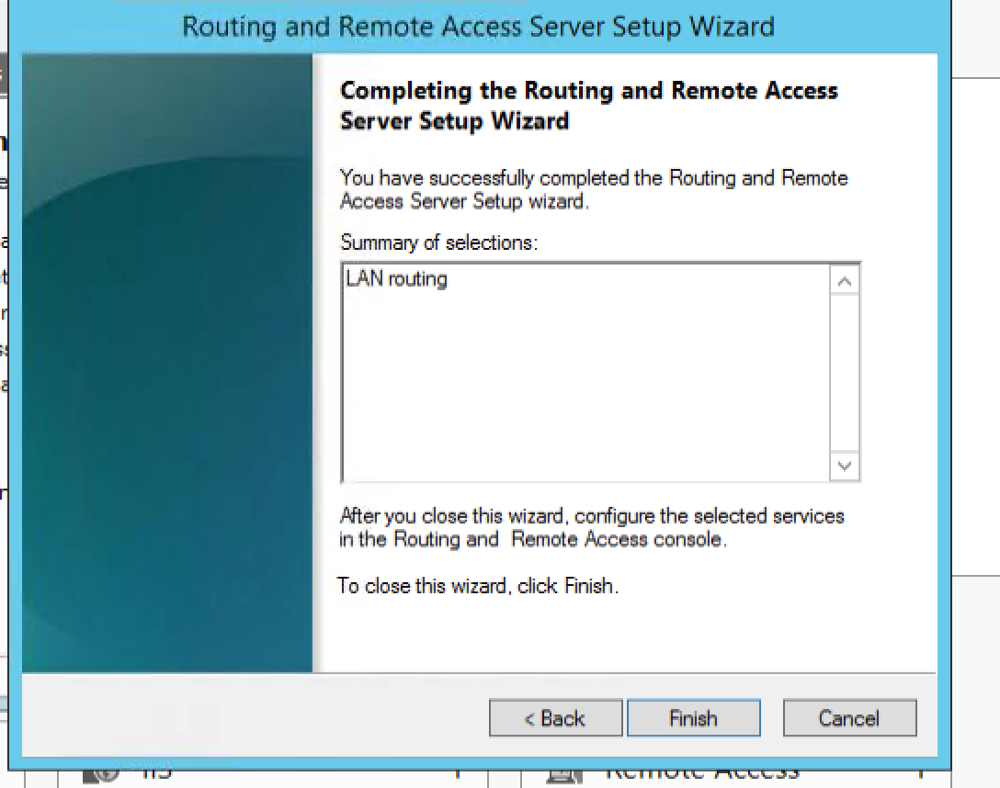 Routing and Remote Access Server Setup Wizard
Completing the Routing and Remote Access
Server Setup Wizard
You have successfully completed the Routing and Remote
Access Server Setup wizard.
Summary of selections:
LAN routing
After you close this wizard, configure the selected services
in the Routing and  Remote Access console.
To close this wizard, click Finish.
< Back
Finish
Cancel
Remote Access